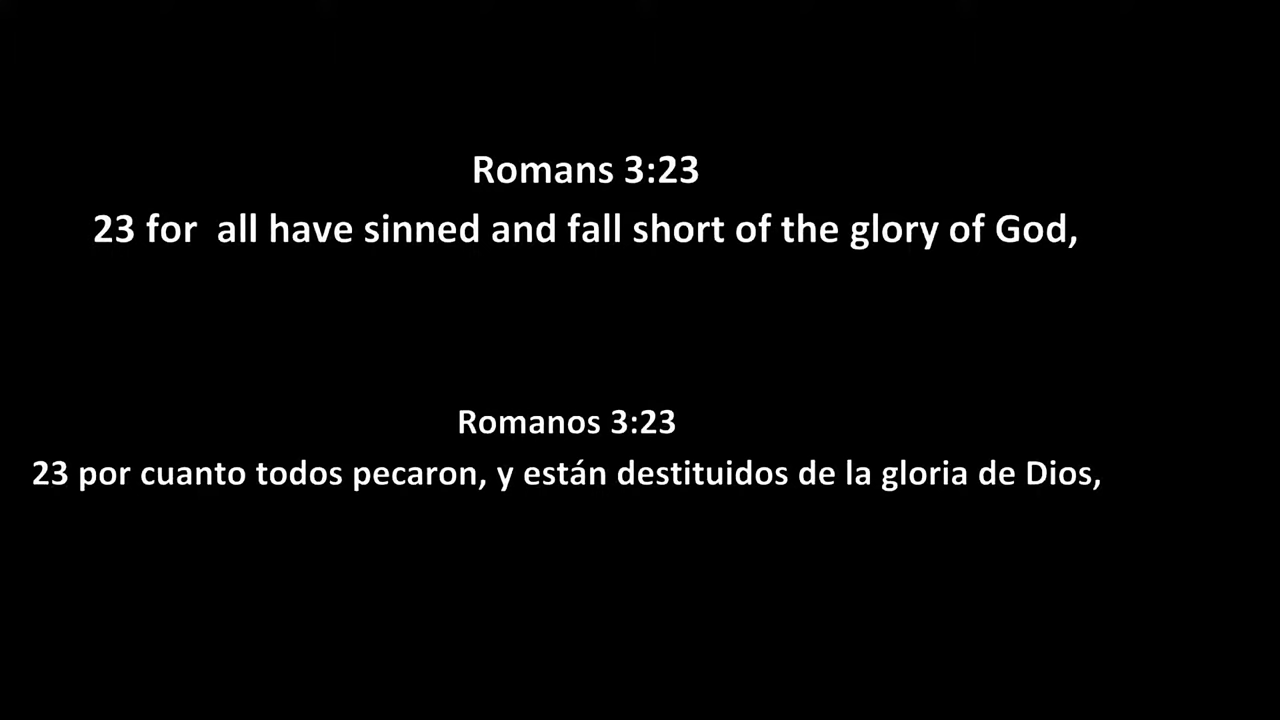 Romans 3:23
23 for  all have sinned and fall short of the glory of God,
Romanos 3:23
23 por cuanto todos pecaron, y están destituidos de la gloria de Dios,